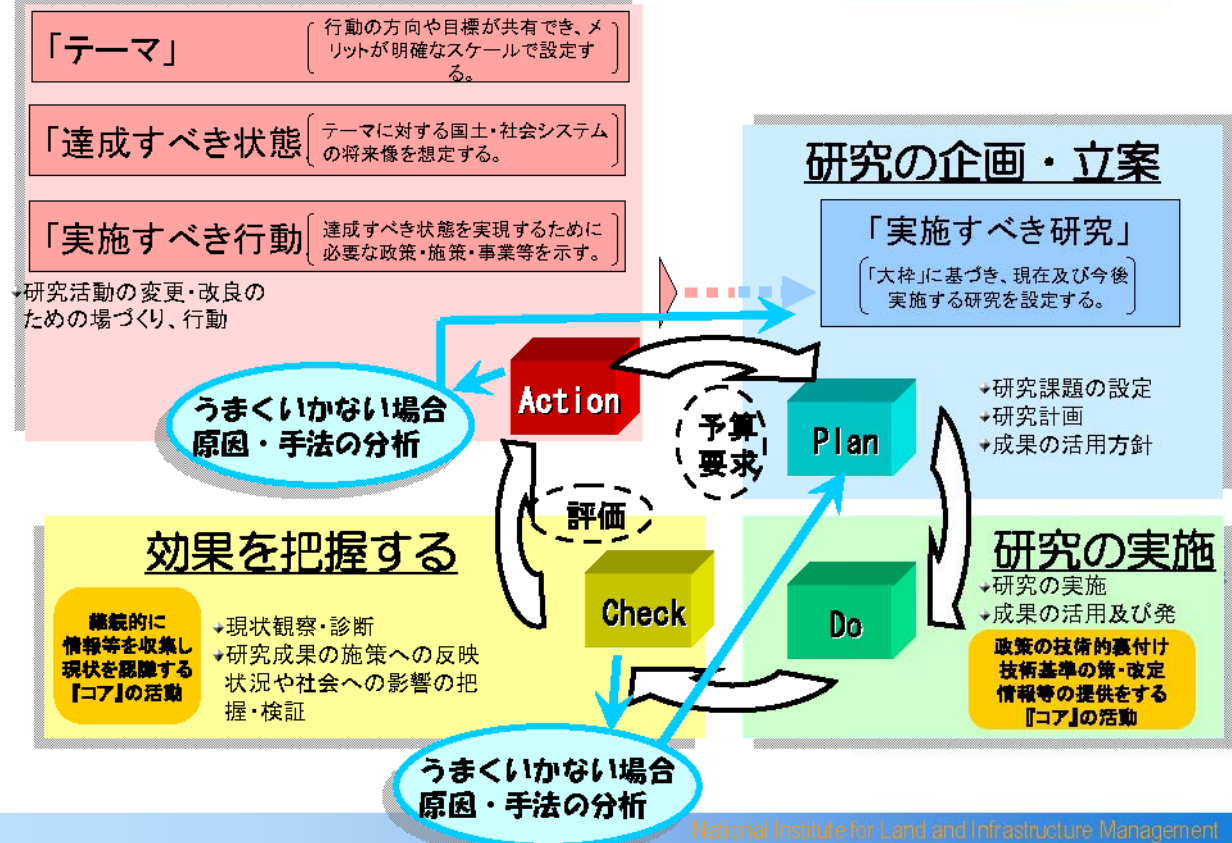 「テーマ」
行動の方向や目標が共有でき、メ
リットが明確なスケールで設定す
る。
「達成すべき状態
テーマに対する国土・社会システム
の将来像を想定する。
「実施すべき行動
達成すべき状態を実現するために
必要な政策・施策・事業等を示す。
研究活動の変更・改良の
ための場づくり、行動
うまくいかない場合
原因・手法の分析
Action
研究の企画・立案
「実施すべき研究」
「大枠」に基づき、現在及び今後
実施する研究を設定する。
予算
要求
Plan
研究課題の設定
研究計画
成果の活用方針
評価
効果を把握する
継続的に
情報等を収集し
現状を認識する
『コア』の活動
現状観察・診断
研究成果の施策への反映
状況や社会への影響の把
握・検証
Check
Do
研究の実施
研究の実施
成果の活用及び発
政策の技術的裏付け
技術基準の策・改定
情報等の提供をする
『コア』の活動
うまくいかない場合
原因・手法の分析
National Institute for Land and Infrastructure Management